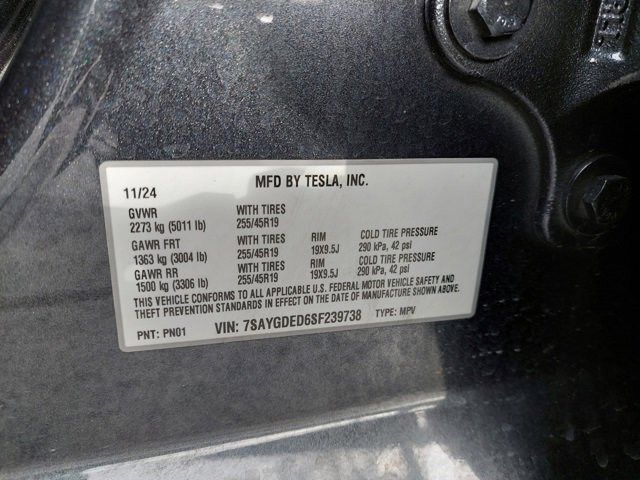 MFD BY TESLA, INC.
11/24
GVWR WITH TIRES
2273 kg (5011 lb) 255/45R19
GAWR FRT WITH TIRES RIM COLD TIRE PRESSURE
1363 kg (3004 lb) 255/45R19 19X9.5J 290 kPa, 42 psi
GAWR RR WITH TIRES RIM COLD TIRE PRESSURE
1500 kg (3306 lb) 255/45R19 19X9.5J 290 kPa, 42 psi
THIS VEHICLE CONFORMS TO ALL APPLICABLE U.S. FEDERAL MOTOR VEHICLE SAFETY AND
THEFT PREVENTION STANDARDS IN EFFECT ON THE DATE OF MANUFACTURE SHOWN ABOVE.
PNT: PN01 VIN: 7SAYGDED6SF239738 TYPE: MPV